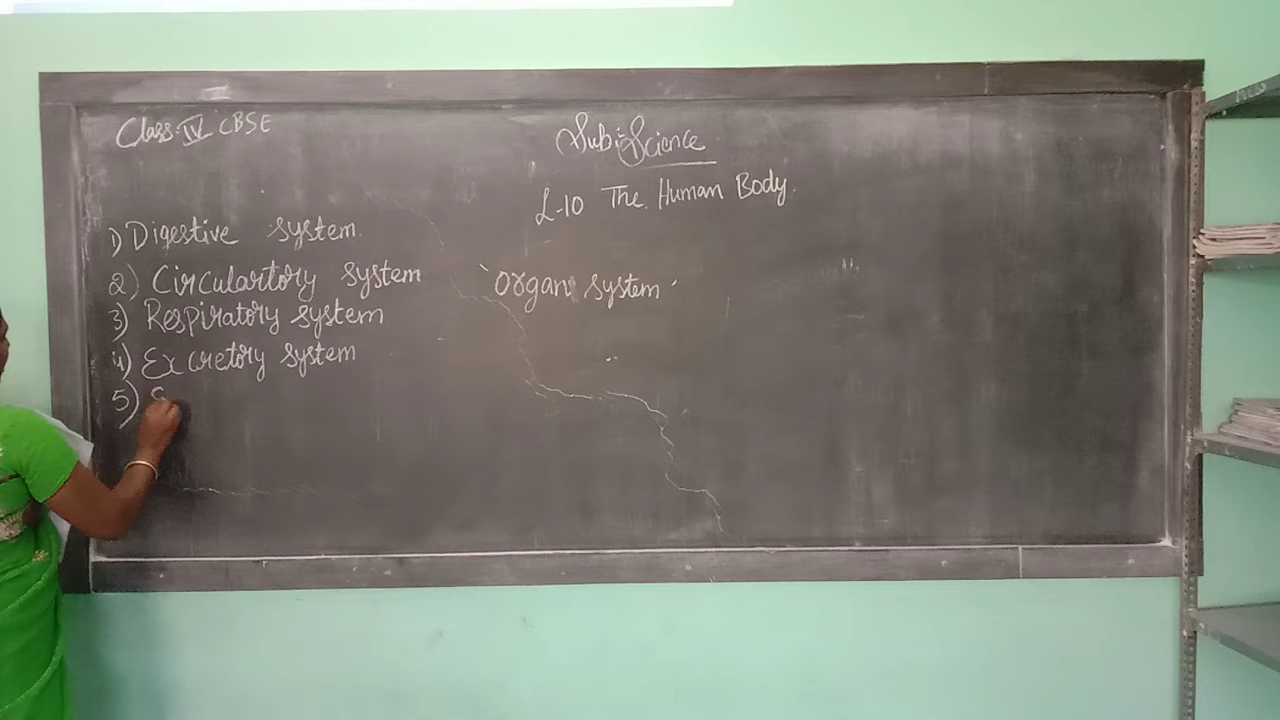 Class:-IV CBSE
Sub:-Science
L-10 The Human Body.
1) Digestive system.
2) Circulartory system
'Organ system'
3) Respiratory system
4) Excretory system
5) S